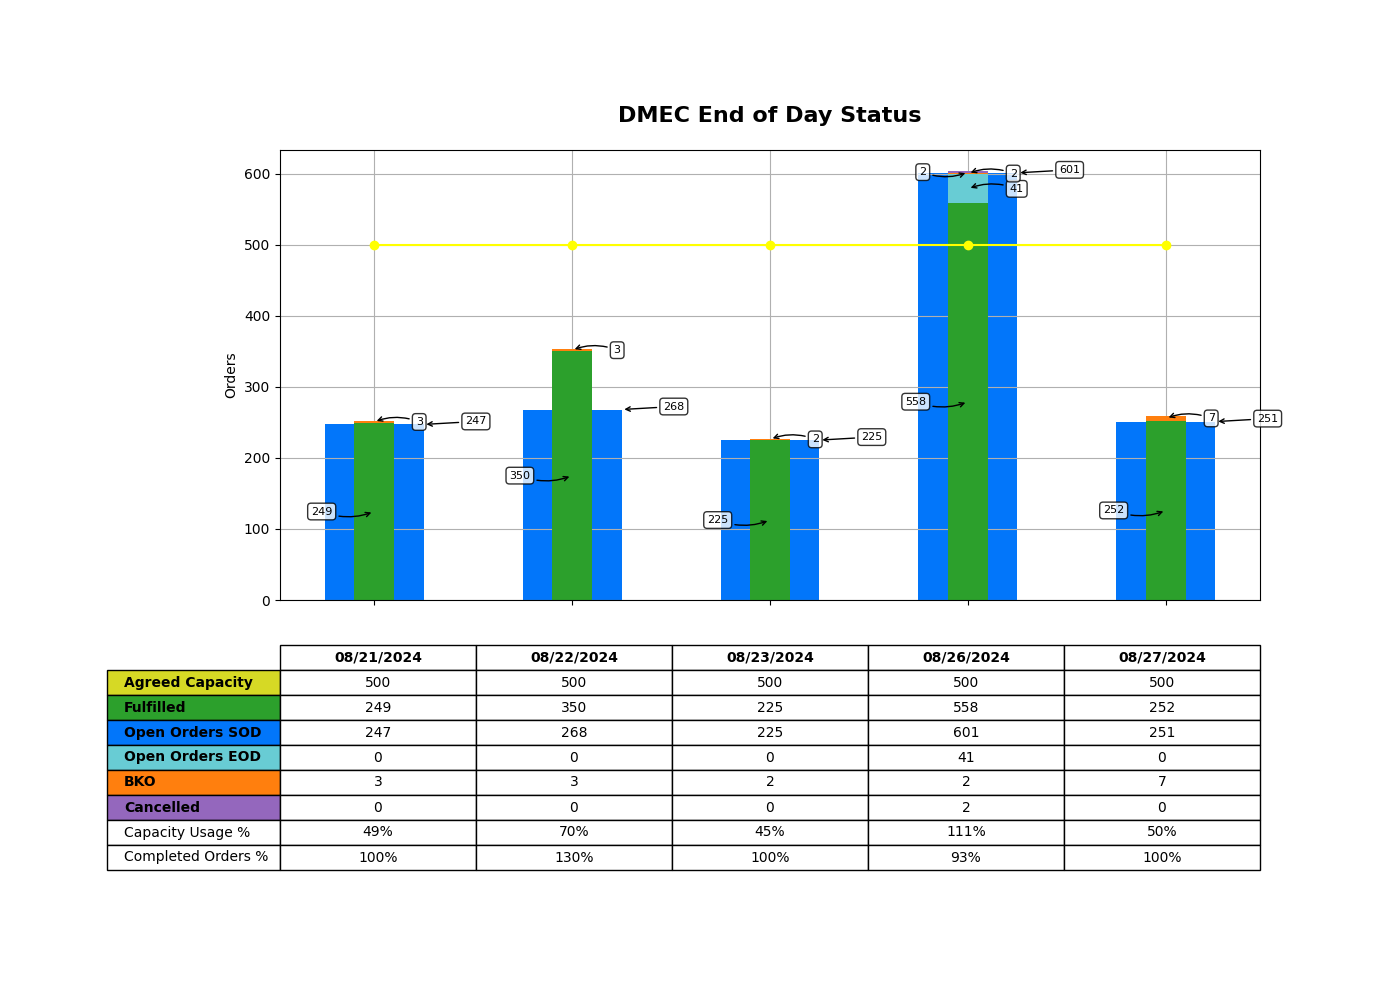 DMEC End of Day Status
Orders
600
500
400
300
200
100
0
2
2
601
41
558
3
268
350
3
247
249
2
225
225
7
251
252
08/21/2024 08/22/2024 08/23/2024 08/26/2024 08/27/2024
Agreed Capacity 500 500 500 500 500
Fulfilled 249 350 225 558 252
Open Orders SOD 247 268 225 601 251
Open Orders EOD 0 0 0 41 0
BKO 3 3 2 2 7
Cancelled 0 0 0 2 0
Capacity Usage % 49% 70% 45% 111% 50%
Completed Orders % 100% 130% 100% 93% 100%